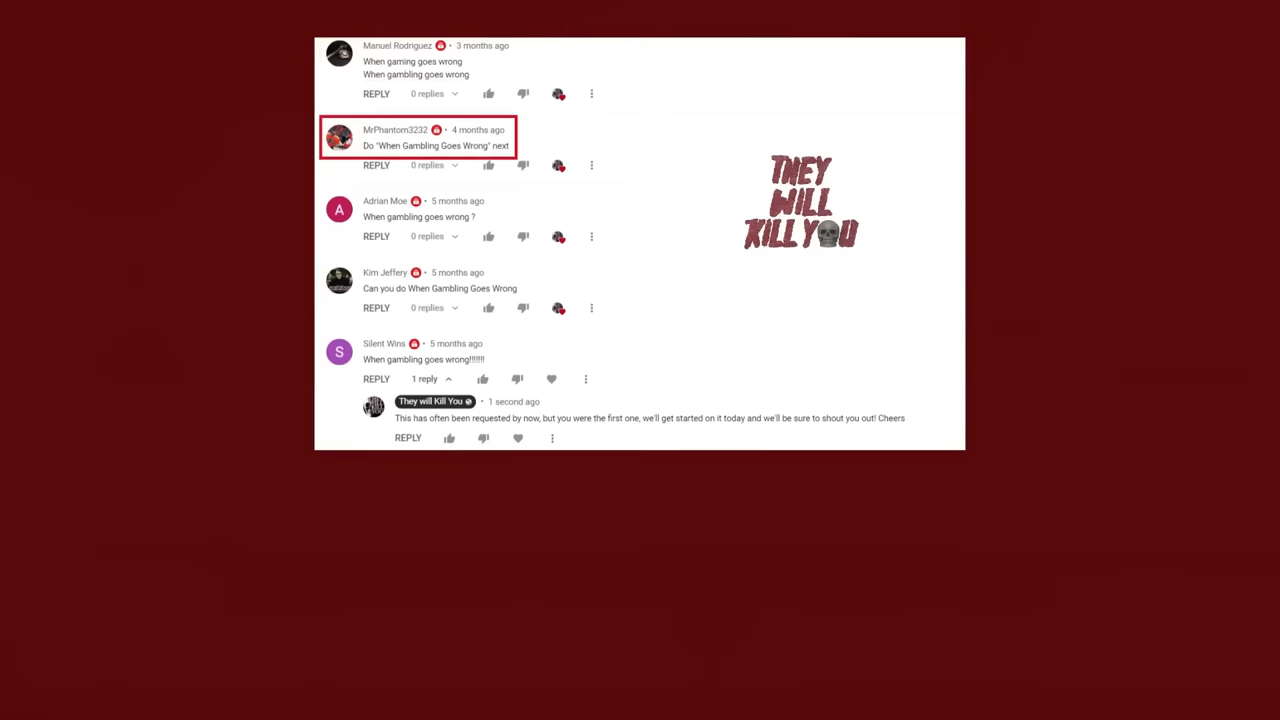 Manuel Rodriguez • 3 months ago
When gaming goes wrong
When gambling goes wrong
REPLY 0 replies
MrPhantom3232 • 4 months ago
Do "When Gambling Goes Wrong" next
REPLY 0 replies
A
Adrian Moe • 5 months ago
When gambling goes wrong ?
REPLY 0 replies
Kim Jeffery • 5 months ago
Can you do When Gambling Goes Wrong
REPLY 0 replies
S
Silent Wins • 5 months ago
When gambling goes wrong!!!!!!!
REPLY 1 reply
They will Kill You • 1 second ago
This has often been requested by now, but you were the first one, we'll get started on it today and we'll be sure to shout you out! Cheers
REPLY
THEY
WILL
KILL YOU